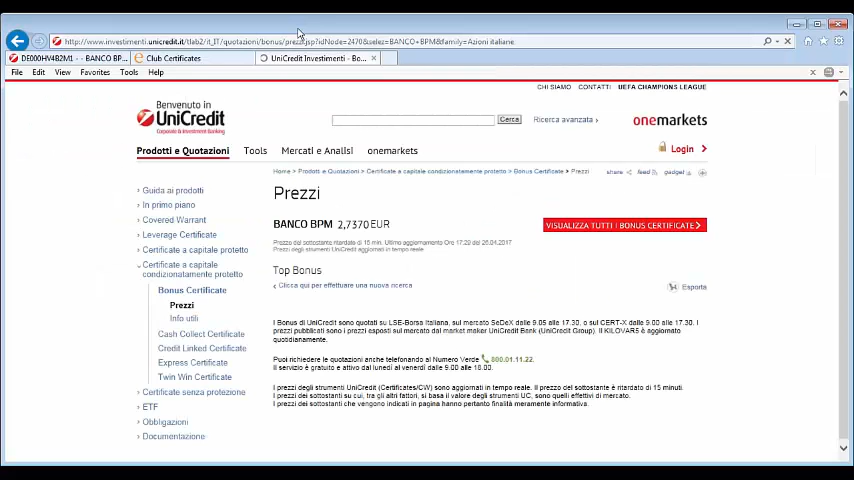 http://www.investimenti.unicredit.it/tlab2/it_IT/quotazioni/bonus/prezzi.jsp?idNode=2470&selez=BANCO+BPM&family=Azioni italiane
DE000HV4B2M1 - - BANCO BP... Club Certificates UniCredit Investimenti - Bo...
File Edit View Favorites Tools Help
CHI SIAMO CONTATTI UEFA CHAMPIONS LEAGUE
Benvenuto in
UniCredit
Corporate & Investment Banking
Cerca Ricerca avanzata
onemarkets
Prodotti e Quotazioni Tools Mercati e Analisi onemarkets Login
Home > Prodotti e Quotazioni > Certificate a capitale condizionatamente protetto > Bonus Certificate > Prezzi share feed gadget
Guida ai prodotti
In primo piano
Covered Warrant
Leverage Certificate
Certificate a capitale protetto
Certificate a capitale
condizionatamente protetto
Bonus Certificate
Prezzi
Info utili
Cash Collect Certificate
Credit Linked Certificate
Express Certificate
Twin Win Certificate
Certificate senza protezione
ETF
Obbligazioni
Documentazione
Prezzi
BANCO BPM 2,7370 EUR
VISUALIZZA TUTTI I BONUS CERTIFICATE
Prezzo del sottostante ritardato di 15 min. Ultimo aggiornamento Ore 17:29 del 26.04.2017
Prezzi degli strumenti UniCredit aggiornati in tempo reale.
Top Bonus
Clicca qui per effettuare una nuova ricerca
Esporta
I Bonus di UniCredit sono quotati su LSE-Borsa Italiana, sul mercato SeDeX dalle 9.05 alle 17.30, o sul CERT-X dalle 9.00 alle 17.30. I
prezzi pubblicati sono i prezzi esposti sul mercato dal market maker UniCredit Bank (UniCredit Group). Il KILOVAR5 è aggiornato
quotidianamente.
Puoi richiedere le quotazioni anche telefonando al Numero Verde 800.01.11.22.
Il servizio è gratuito e attivo dal lunedì al venerdì dalle 9.00 alle 18.00.
I prezzi degli strumenti UniCredit (Certificates/CW) sono aggiornati in tempo reale. Il prezzo del sottostante è ritardato di 15 minuti.
I prezzi dei sottostanti su cui, tra gli altri fattori, si basa il valore degli strumenti UC, sono quelli effettivi di mercato.
I prezzi dei sottostanti che vengono indicati in pagina hanno pertanto finalità meramente informativa.